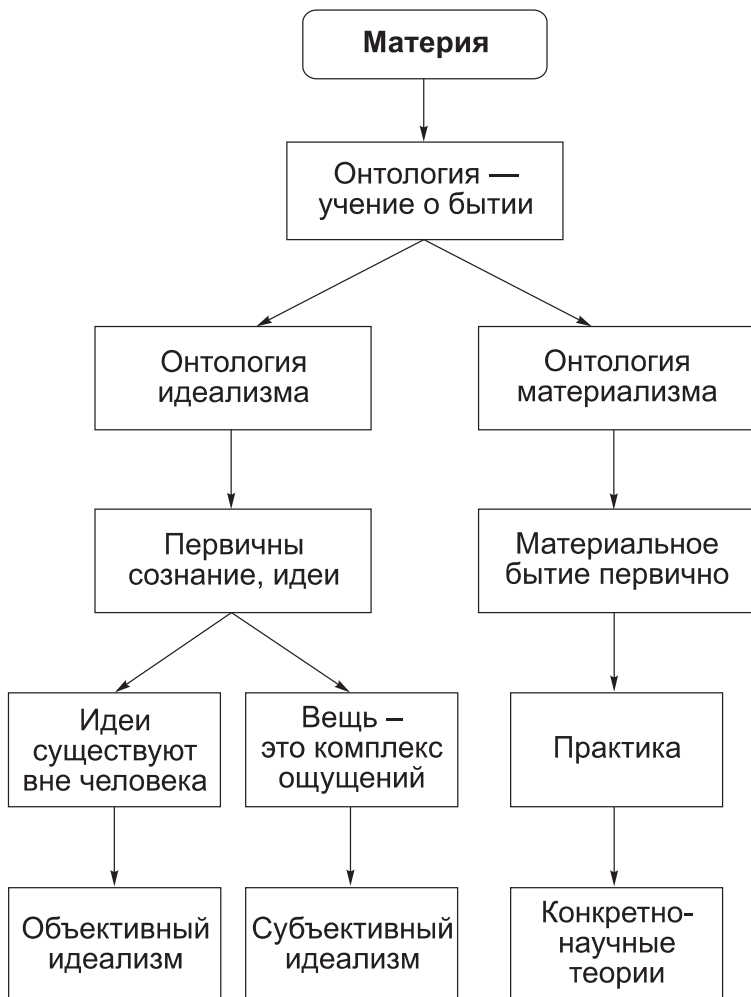 Материя
Онтология —
учение о бытии
Онтология
идеализма
Онтология
материализма
Первичны
сознание, идеи
Материальное
бытие первично
Идеи
существуют
вне человека
Вещь –
это комплекс
ощущений
Практика
Объективный
идеализм
Субъективный
идеализм
Конкретно-
научные
теории